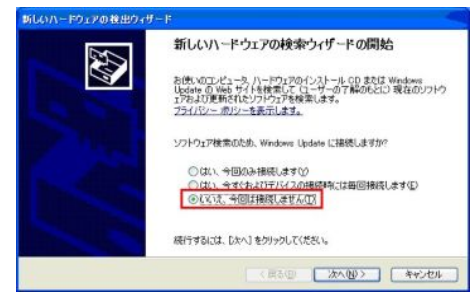 新しいハードウェアの検出ウィザード
新しいハードウェアの検索ウィザードの開始
お使いのコンピュータ、ハードウェアのインストール CD または Windows
Update の Web サイトを検索して（ユーザーの了解のもとに）現在のソフトウ
ェアおよび更新されたソフトウェアを検索します。
プライバシー ポリシーを表示します。
ソフトウェア検索のため、Windows Update に接続しますか?
はい、今回のみ接続します(Y)
はい、今すぐおよびデバイスの接続時には毎回接続します(E)
いいえ、今回は接続しません(T)
続行するには、[次へ] をクリックしてください。
< 戻る(B)
次へ(N) >
キャンセル